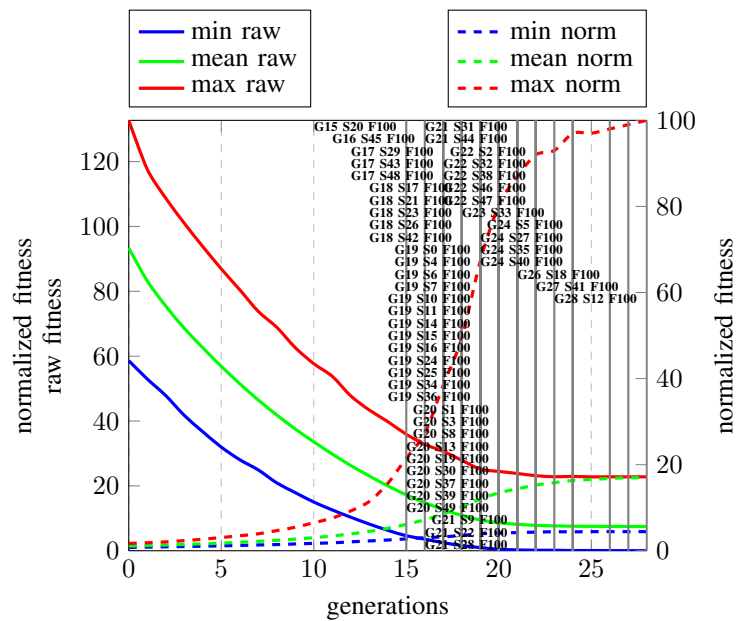 min raw
mean raw
max raw
min norm
mean norm
max norm
G15 S20 F100
G16 S45 F100
G17 S29 F100
G17 S43 F100
G17 S48 F100
G18 S17 F100
G18 S21 F100
G18 S23 F100
G18 S26 F100
G18 S42 F100
G19 S0 F100
G19 S4 F100
G19 S6 F100
G19 S7 F100
G19 S10 F100
G19 S11 F100
G19 S14 F100
G19 S15 F100
G19 S16 F100
G19 S24 F100
G19 S25 F100
G19 S34 F100
G19 S36 F100
G20 S1 F100
G20 S3 F100
G20 S8 F100
G20 S13 F100
G20 S19 F100
G20 S30 F100
G20 S37 F100
G20 S39 F100
G20 S49 F100
G21 S9 F100
G21 S22 F100
G21 S28 F100
G21 S31 F100
G21 S44 F100
G22 S2 F100
G22 S32 F100
G22 S38 F100
G22 S46 F100
G22 S47 F100
G23 S33 F100
G24 S5 F100
G24 S27 F100
G24 S35 F100
G24 S40 F100
G26 S18 F100
G27 S41 F100
G28 S12 F100
120
100
80
60
40
20
0
100
80
60
40
20
0
0 5 10 15 20 25
generations
normalized fitness
raw fitness
normalized fitness